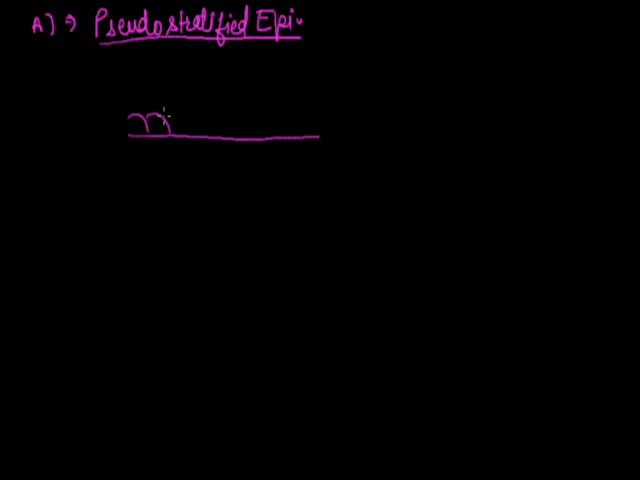 A) → Pseudostratified Epi.